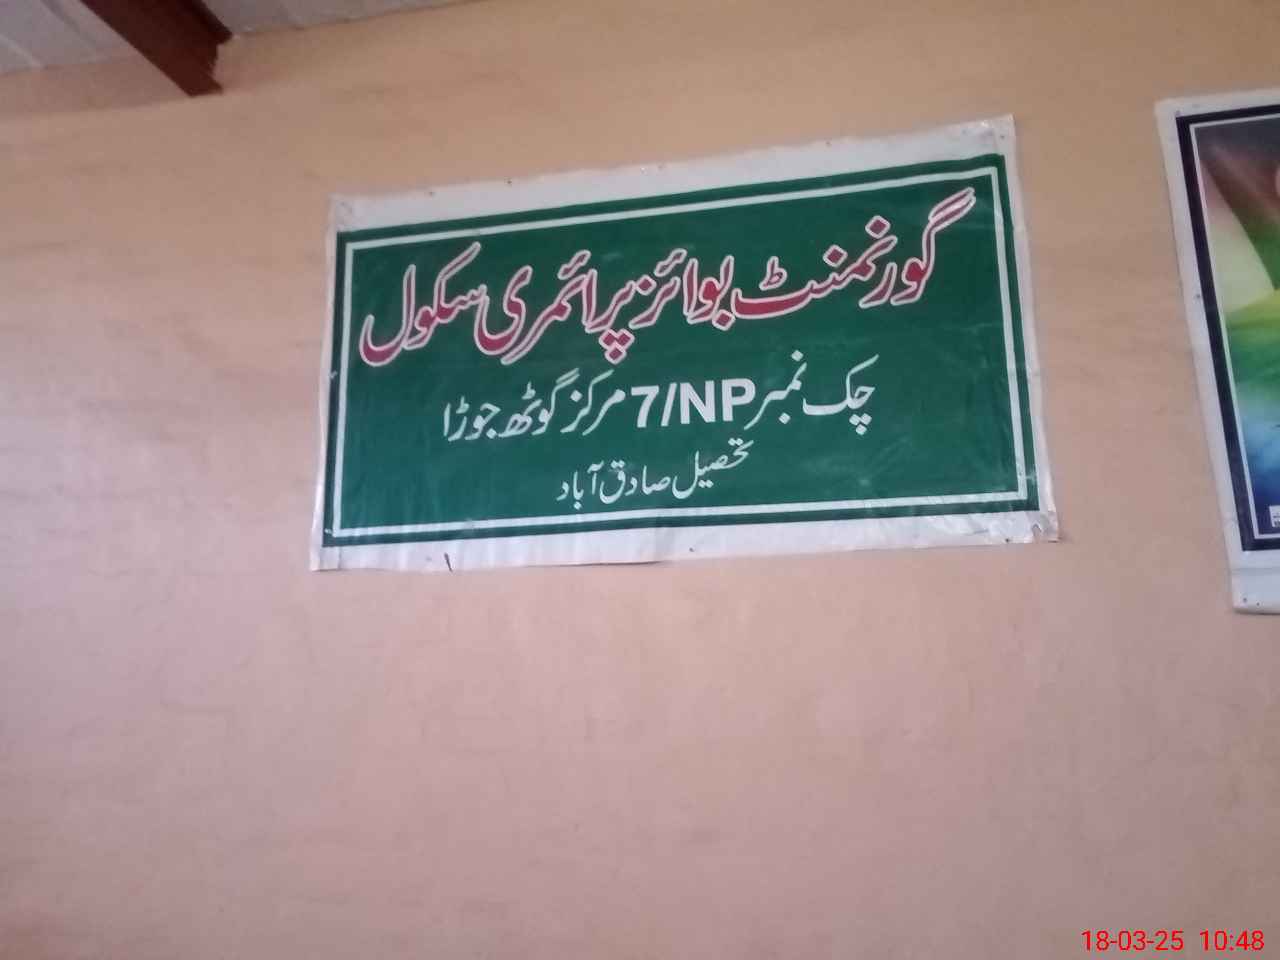 گورنمنٹ بوائز پرائمری سکول
چک نمبر 7/NP مرکز گوٹھ جوڑا
تحصیل صادق آباد
18-03-25 10:48